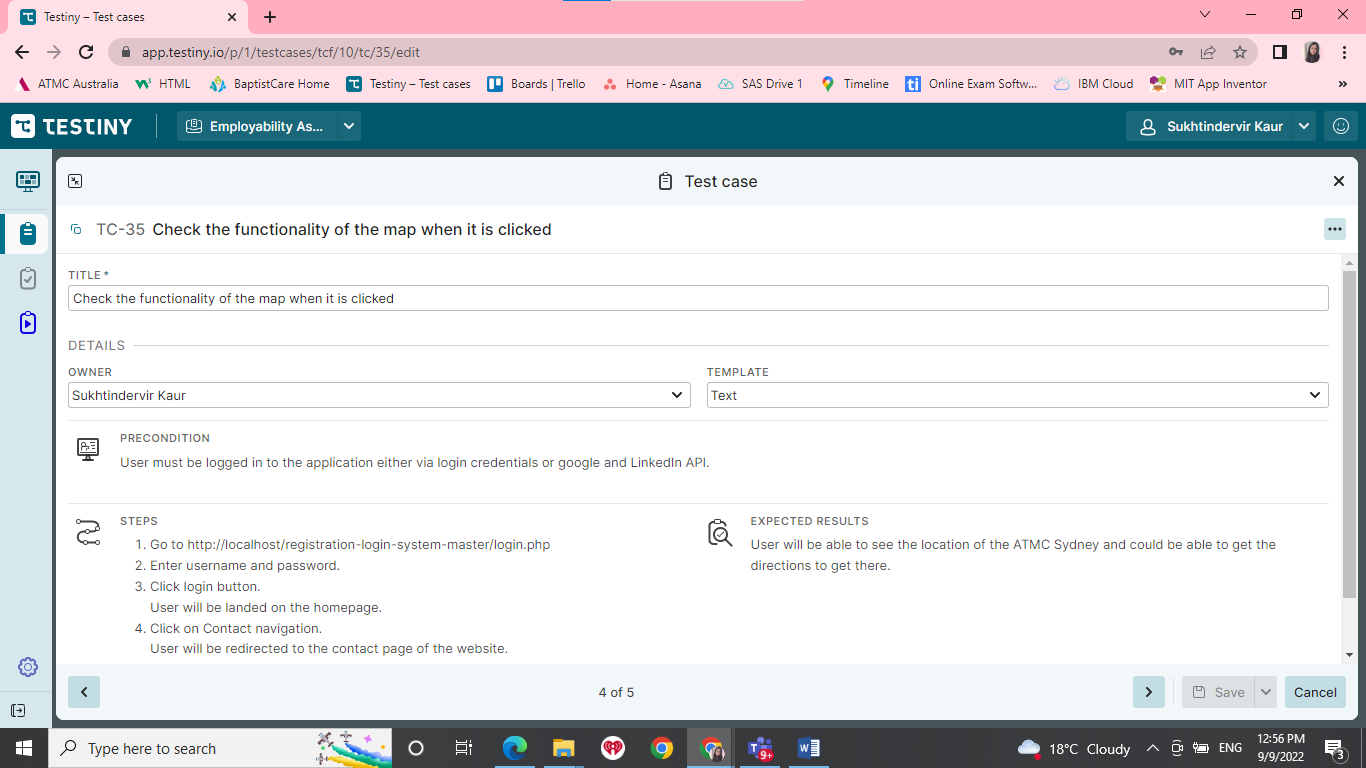 Testiny – Test cases
app.testiny.io/p/1/testcases/tcf/10/tc/35/edit
ATMC Australia HTML BaptistCare Home Testiny – Test cases Boards | Trello Home - Asana SAS Drive 1 Timeline Online Exam Softw... IBM Cloud MIT App Inventor »
TESTINY Employability As... Sukhtindervir Kaur
Test case
TC-35 Check the functionality of the map when it is clicked
TITLE *
Check the functionality of the map when it is clicked
DETAILS
OWNER TEMPLATE
Sukhtindervir Kaur Text
PRECONDITION
User must be logged in to the application either via login credentials or google and LinkedIn API.
STEPS
1. Go to http://localhost/registration-login-system-master/login.php
2. Enter username and password.
3. Click login button.
User will be landed on the homepage.
4. Click on Contact navigation.
User will be redirected to the contact page of the website.
EXPECTED RESULTS
User will be able to see the location of the ATMC Sydney and could be able to get the
directions to get there.
4 of 5 Save Cancel
Type here to search 9+ 18°C Cloudy ENG 12:56 PM
9/9/2022 3